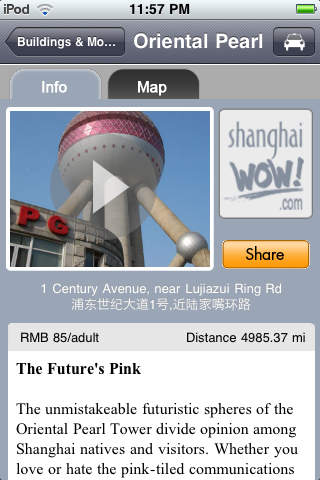 iPod 11:57 PM
Buildings & Mo... Oriental Pearl
Info Map
PG
shanghai
WOW!
.com
Share
1 Century Avenue, near Lujiazui Ring Rd
浦东世纪大道1号,近陆家嘴环路
RMB 85/adult Distance 4985.37 mi
The Future's Pink
The unmistakeable futuristic spheres of the
Oriental Pearl Tower divide opinion among
Shanghai natives and visitors. Whether you
love or hate the pink-tiled communications